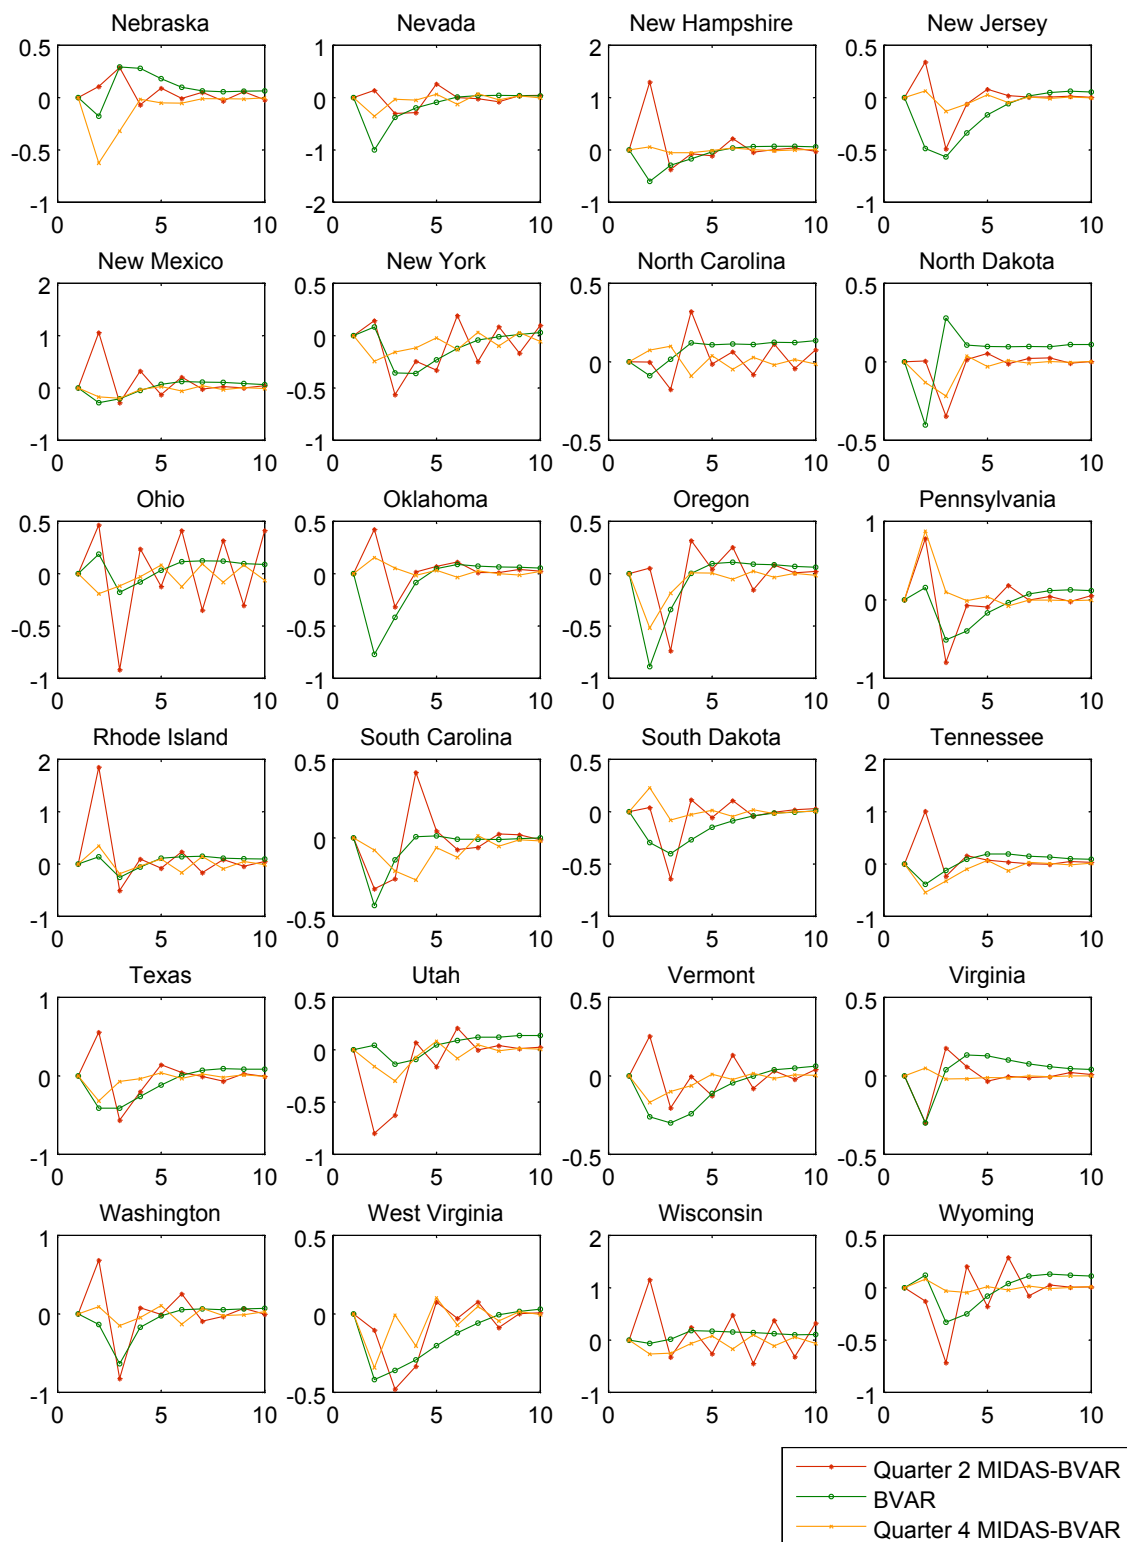 Nebraska
0.5
0
-0.5
-1
0 5 10
Nevada
1
0
-1
-2
0 5 10
New Hampshire
2
1
0
-1
0 5 10
New Jersey
0.5
0
-0.5
-1
0 5 10
New Mexico
2
1
0
-1
0 5 10
New York
0.5
0
-0.5
-1
0 5 10
North Carolina
0.5
0
-0.5
0 5 10
North Dakota
0.5
0
-0.5
0 5 10
Ohio
0.5
0
-0.5
-1
0 5 10
Oklahoma
0.5
0
-0.5
-1
0 5 10
Oregon
0.5
0
-0.5
-1
0 5 10
Pennsylvania
1
0
-1
0 5 10
Rhode Island
2
1
0
-1
0 5 10
South Carolina
0.5
0
-0.5
0 5 10
South Dakota
0.5
0
-0.5
-1
0 5 10
Tennessee
2
1
0
-1
0 5 10
Texas
1
0
-1
0 5 10
Utah
0.5
0
-0.5
-1
0 5 10
Vermont
0.5
0
-0.5
0 5 10
Virginia
0.5
0
-0.5
0 5 10
Washington
1
0
-1
0 5 10
West Virginia
0.5
0
-0.5
0 5 10
Wisconsin
2
1
0
-1
0 5 10
Wyoming
0.5
0
-0.5
-1
0 5 10
Quarter 2 MIDAS-BVAR
BVAR
Quarter 4 MIDAS-BVAR